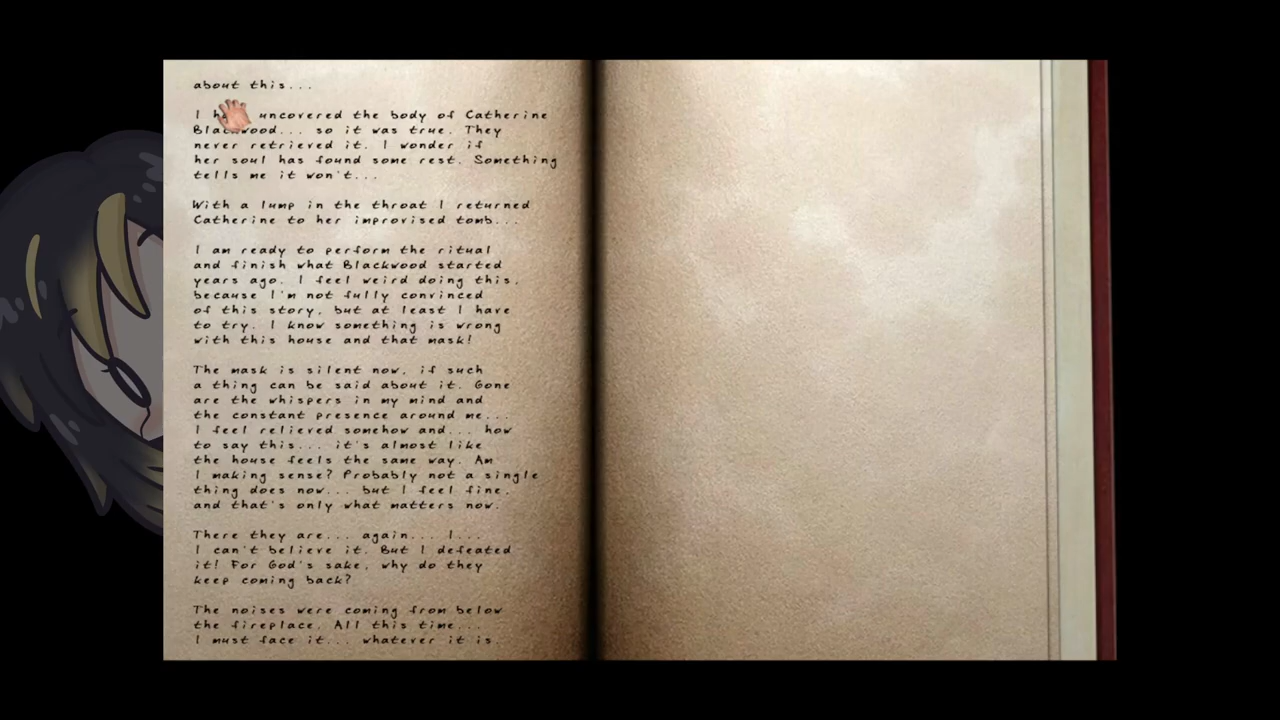 about this...
I have uncovered the body of Catherine
Blackwood... so it was true. They
never retrieved it. I wonder if
her soul has found some rest. Something
tells me it won't...
With a lump in the throat I returned
Catherine to her improvised tomb...
I am ready to perform the ritual
and finish what Blackwood started
years ago. I feel weird doing this,
because I'm not fully convinced
of this story, but at least I have
to try. I know something is wrong
with this house and that mask!
The mask is silent now, if such
a thing can be said about it. Gone
are the whispers in my mind and
the constant presence around me...
I feel relieved somehow and... how
to say this... it's almost like
the house feels the same way. Am
I making sense? Probably not a single
thing does now... but I feel fine,
and that's only what matters now.
There they are... again... I...
I can't believe it. But I defeated
it! For God's sake, why do they
keep coming back?
The noises were coming from below
the fireplace. All this time...
I must face it... whatever it is.